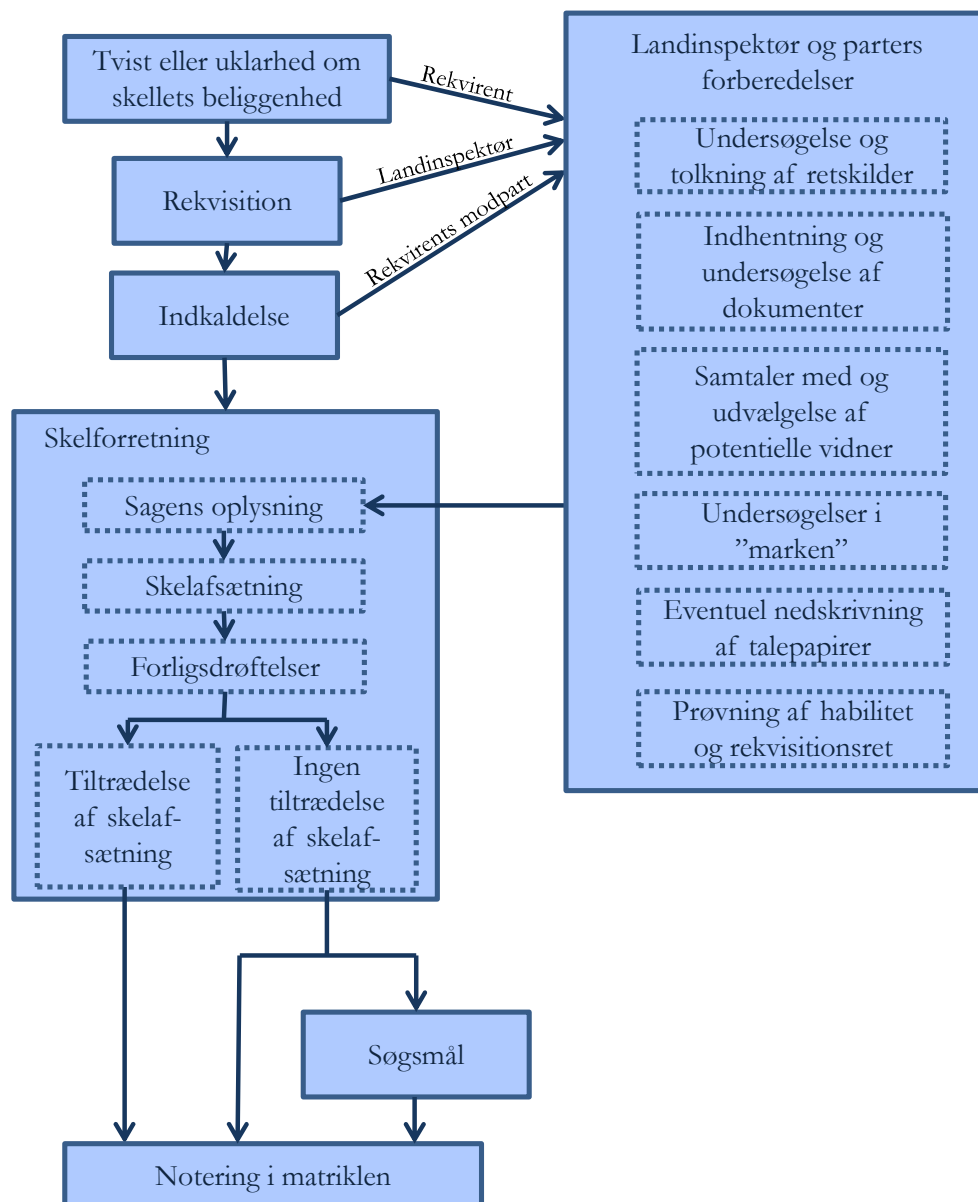 Tvist eller uklarhed om
skellets beliggenhed
Rekvirent
Landinspektør
Rekvirents modpart
Rekvisition
Indkaldelse
Landinspektør og parters
forberedelser
Undersøgelse og
tolkning af retskilder
Indhentning og
undersøgelse af
dokumenter
Samtaler med og
udvælgelse af
potentielle vidner
Undersøgelser i
”marken”
Eventuel nedskrivning
af talepapirer
Prøvning af habilitet
og rekvisitionsret
Skelforretning
Sagens oplysning
Skelafsætning
Forligsdrøftelser
Tiltrædelse
af skelaf-
sætning
Ingen
tiltrædelse
af skelaf-
sætning
Søgsmål
Notering i matriklen